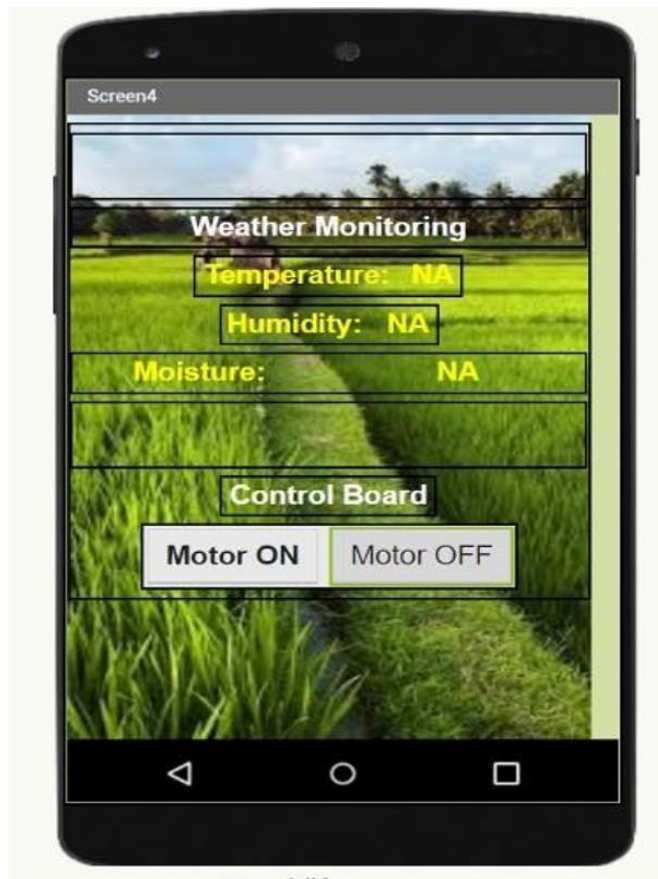 Screen4
Weather Monitoring
Temperature: NA
Humidity: NA
Moisture: NA
Control Board
Motor ON Motor OFF